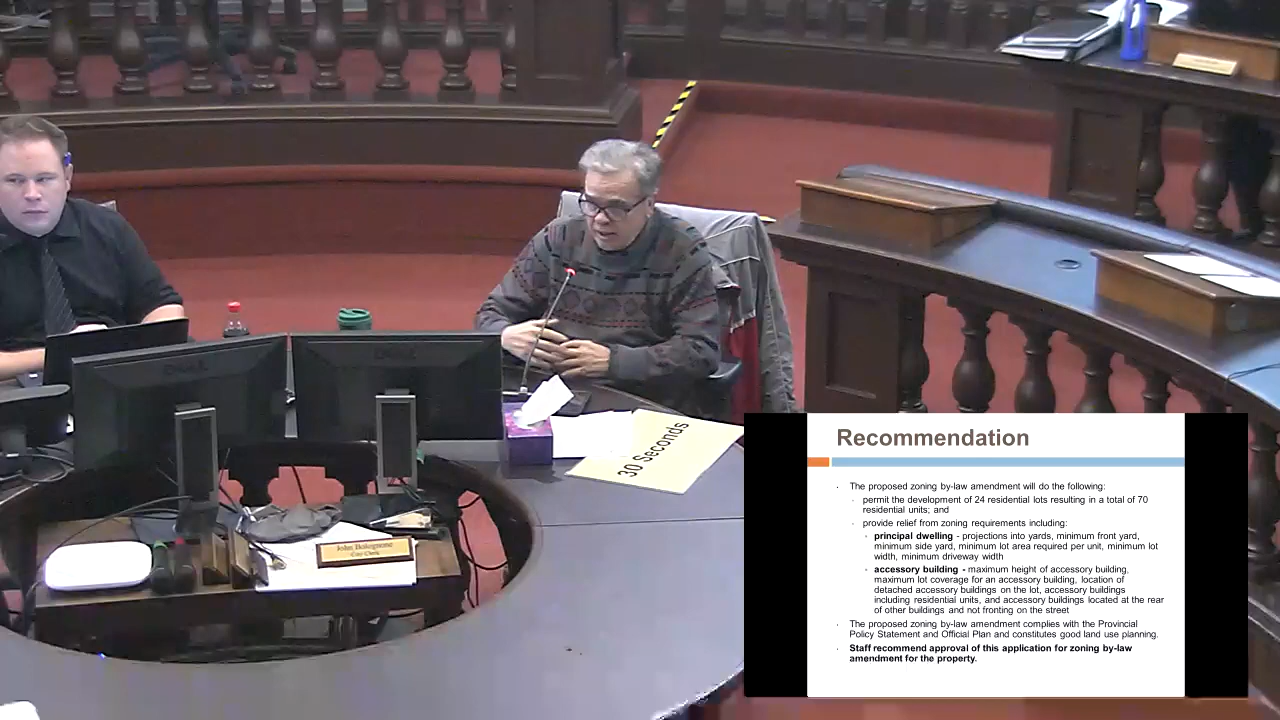 DELL
DELL
30 Seconds
John Bolognone
City Clerk
Recommendation
The proposed zoning by-law amendment will do the following:
permit the development of 24 residential lots resulting in a total of 70
residential units; and
provide relief from zoning requirements including:
principal dwelling - projections into yards, minimum front yard,
minimum side yard, minimum lot area required per unit, minimum lot
width, minimum driveway width
accessory building - maximum height of accessory building,
maximum lot coverage for an accessory building, location of
detached accessory buildings on the lot, accessory buildings
including residential units, and accessory buildings located at the rear
of other buildings and not fronting on the street
The proposed zoning by-law amendment complies with the Provincial
Policy Statement and Official Plan and constitutes good land use planning.
Staff recommend approval of this application for zoning by-law
amendment for the property.